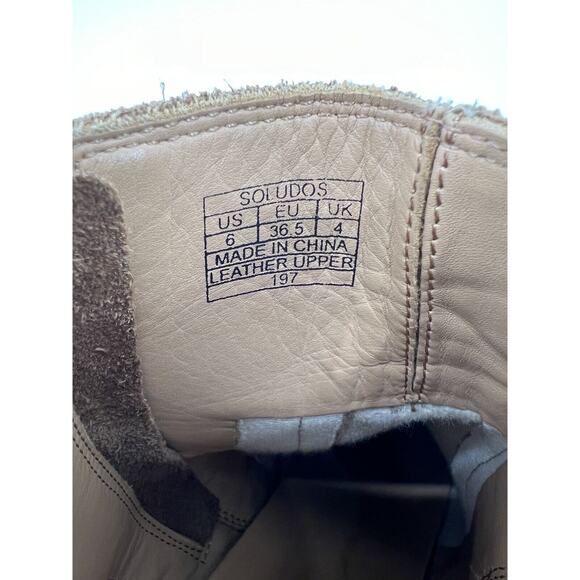 SOLUDOS
US EU UK
6 36.5 4
MADE IN CHINA
LEATHER UPPER
197